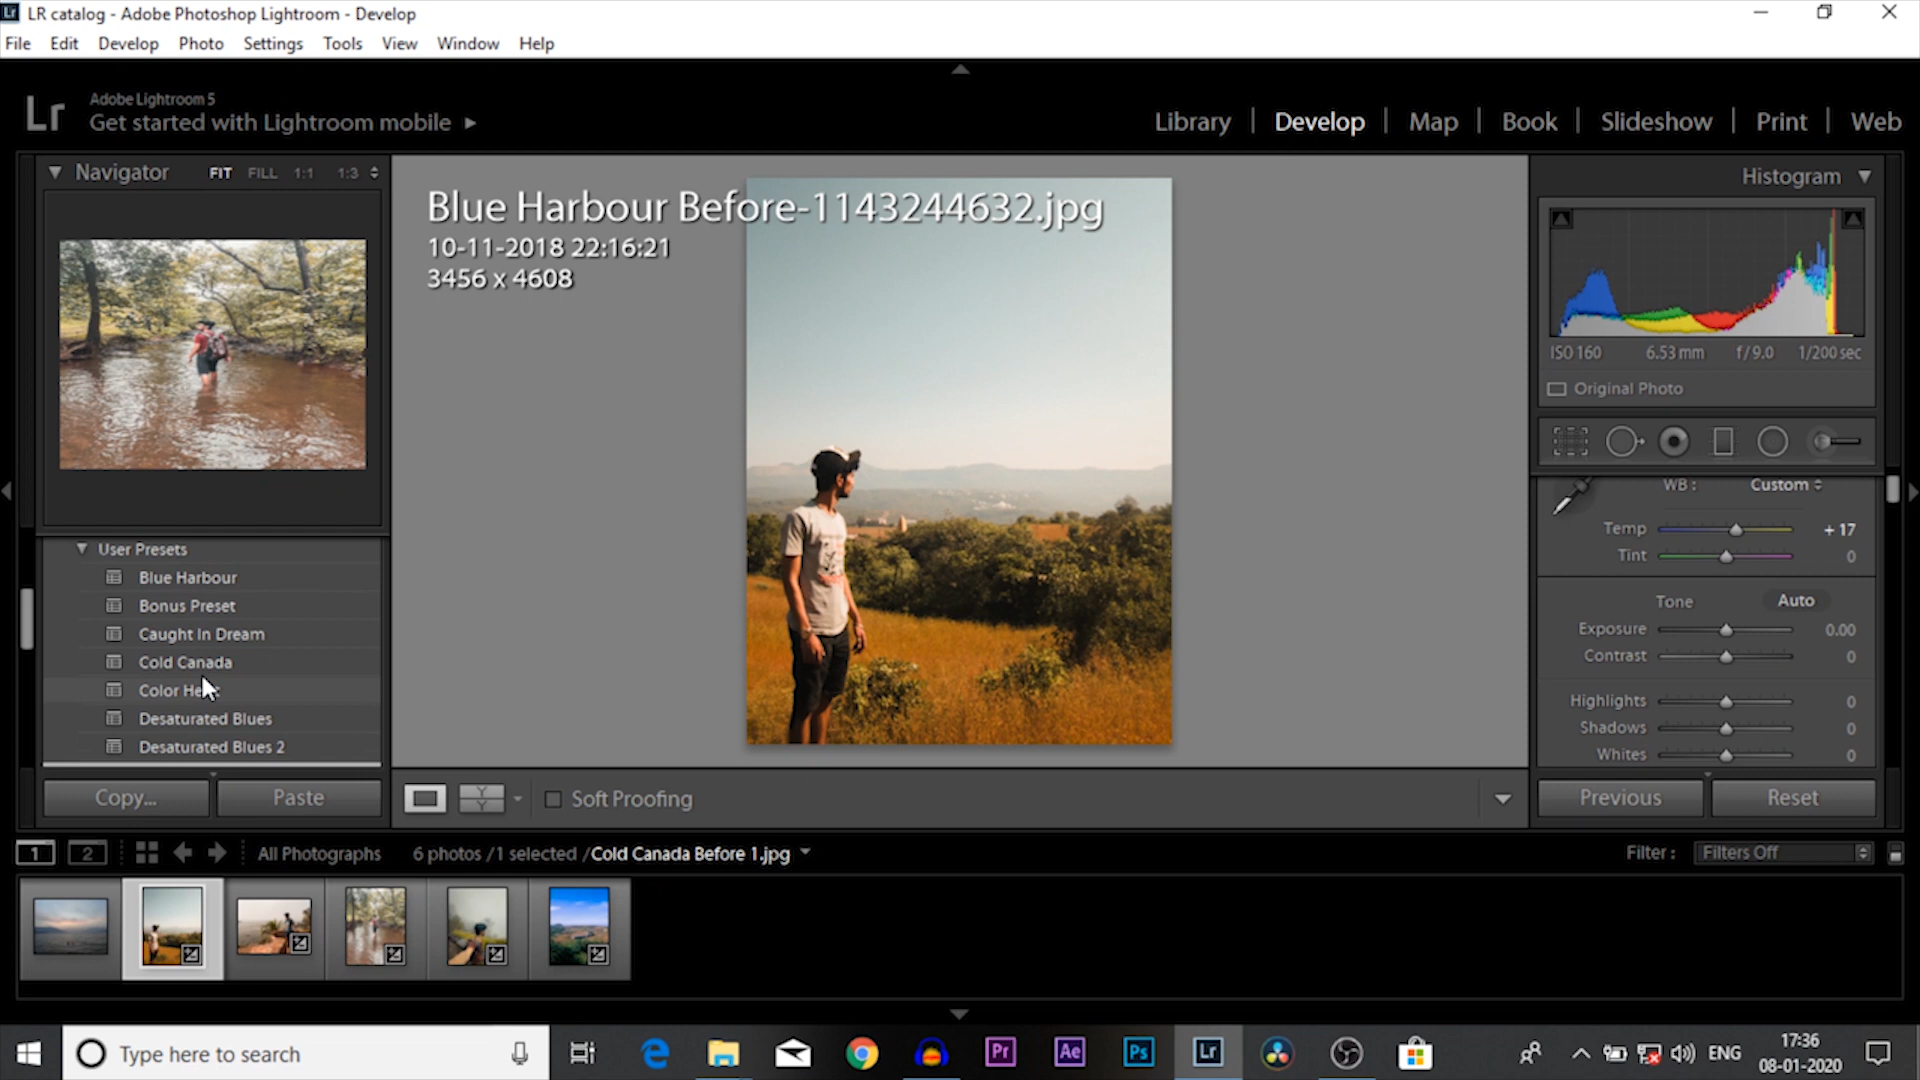 LR catalog - Adobe Photoshop Lightroom - Develop
File Edit Develop Photo Settings Tools View Window Help
Lr
Adobe Lightroom 5
Get started with Lightroom mobile
Library | Develop | Map | Book | Slideshow | Print | Web
Navigator FIT FILL 1:1 1:3
Histogram
Blue Harbour Before-1143244632.jpg
10-11-2018 22:16:21
3456 x 4608
ISO 160 6.53 mm f/9.0 1/200 sec
Original Photo
WB: Custom
Temp +17
Tint 0
Tone Auto
Exposure 0.00
Contrast 0
Highlights 0
Shadows 0
Whites 0
User Presets
Blue Harbour
Bonus Preset
Caught In Dream
Cold Canada
Color
Desaturated Blues
Desaturated Blues 2
Copy... Paste
Soft Proofing
Previous Reset
1 2 All Photographs 6 photos /1 selected /Cold Canada Before 1.jpg
Filter: Filters Off
Type here to search
Pr Ae Ps Lr
ENG
17:36
08-01-2020